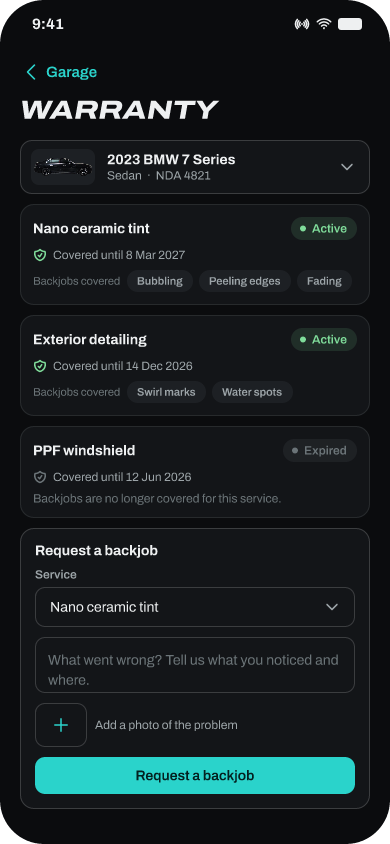 9:41
Garage
WARRANTY
2023 BMW 7 Series
Sedan · NDA 4821
Nano ceramic tint
Active
Covered until 8 Mar 2027
Backjobs covered Bubbling Peeling edges Fading
Exterior detailing
Active
Covered until 14 Dec 2026
Backjobs covered Swirl marks Water spots
PPF windshield
Expired
Covered until 12 Jun 2026
Backjobs are no longer covered for this service.
Request a backjob
Service
Nano ceramic tint
What went wrong? Tell us what you noticed and
where.
Add a photo of the problem
Request a backjob